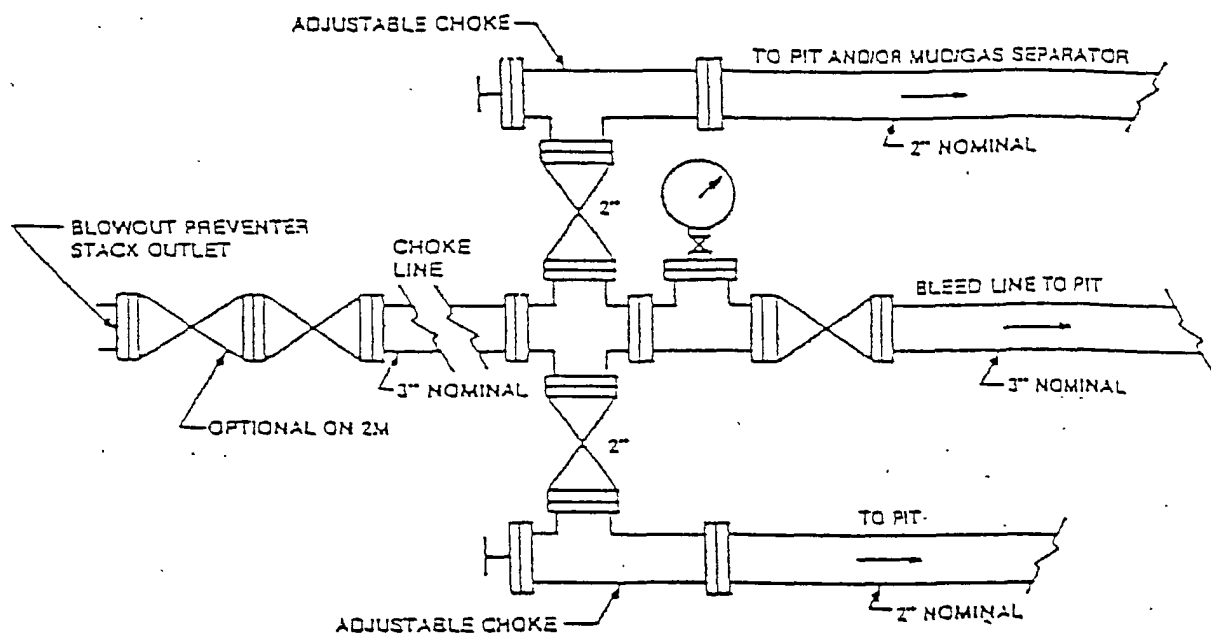 ADJUSTABLE CHOKE
TO PIT AND/OR MUD/GAS SEPARATOR
2" NOMINAL
2"
BLOWOUT PREVENTER
STACK OUTLET
CHOKE
LINE
BLEED LINE TO PIT
3" NOMINAL
3" NOMINAL
OPTIONAL ON 2M
2"
TO PIT
2" NOMINAL
ADJUSTABLE CHOKE